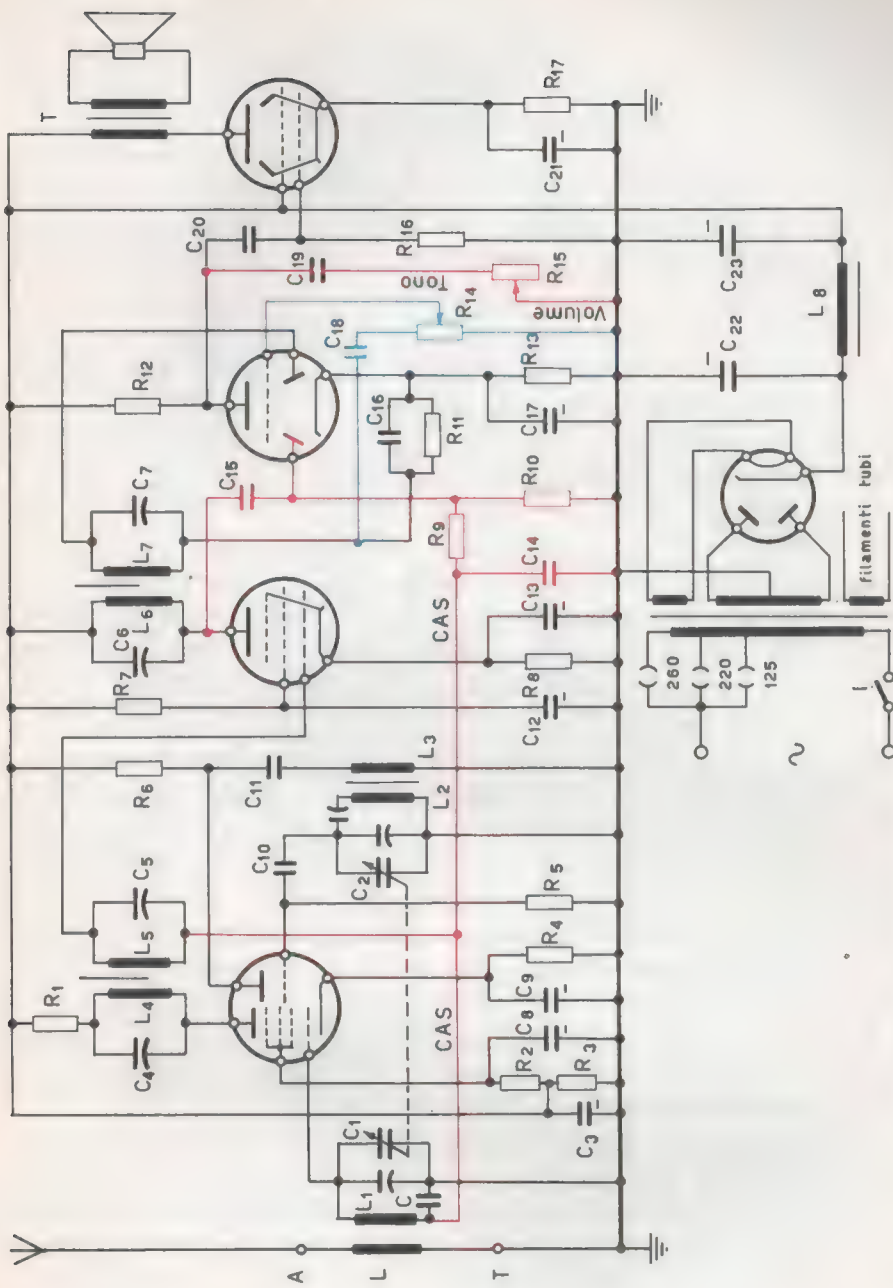 T
C20
R12
C7
L7
L6
C6
R7
C15
C19
Tono
R15
R16
R17
C21
C18
R14
Volume
R13
C16
R11
C17
R10
R9
CAS
C14
C13
R8
C12
R6
C11
L3
L2
C10
C2
C5
L5
R1
L4
C4
R5
R4
C9
C8
CAS
R2
R3
C3
C1
L1
C
A
L
T
C23
C22
L8
filamenti tubi
260
220
125
I
~